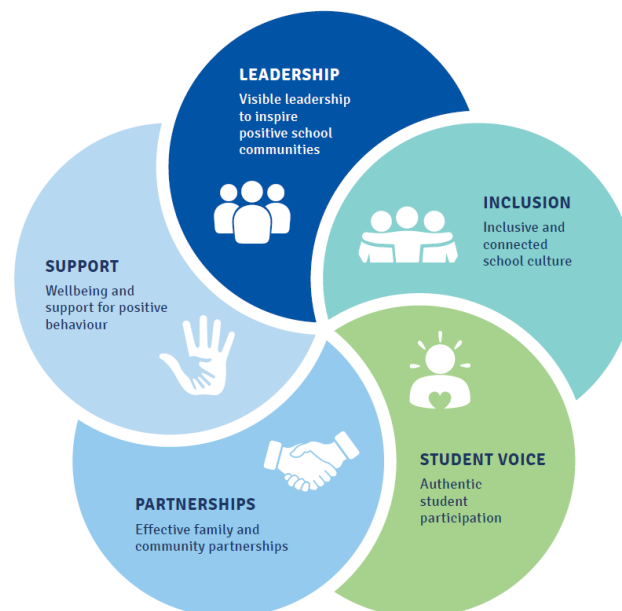 LEADERSHIP
Visible leadership
to inspire
positive school
communities
INCLUSION
Inclusive and
connected
school culture
STUDENT VOICE
Authentic
student
participation
PARTNERSHIPS
Effective family and
community partnerships
SUPPORT
Wellbeing and
support for positive
behaviour